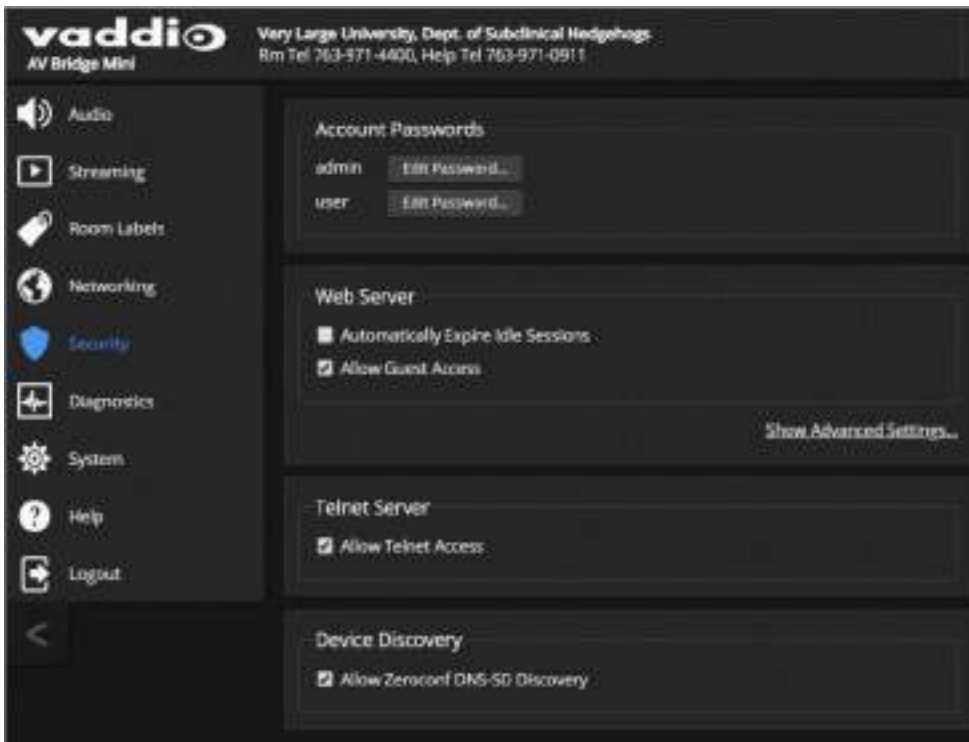 vaddio
AV Bridge Mini
Very Large University, Dept. of Subclinical Hedgehogs
Rm Tel 763-971-4400, Help Tel 763-971-0911
Audio
Streaming
Room Labels
Networking
Security
Diagnostics
System
Help
Logout
<
Account Passwords
admin Edit Password...
user Edit Password...
Web Server
Automatically Expire Idle Sessions
Allow Guest Access
Show Advanced Settings...
Telnet Server
Allow Telnet Access
Device Discovery
Allow Zeroconf DNS-SD Discovery